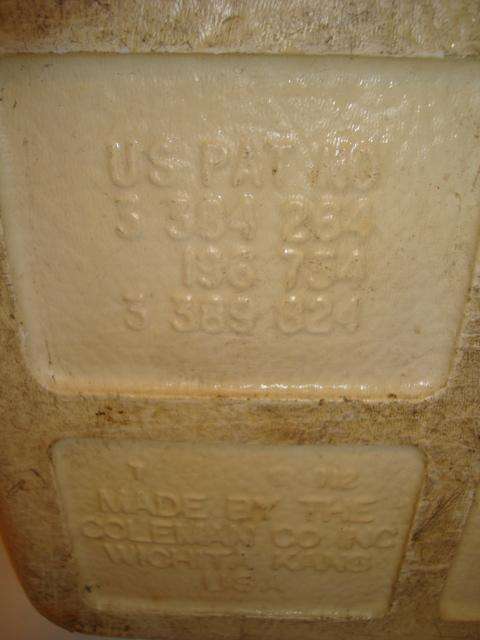 US PAT NO
3 304 234
196 754
3 389 824
MADE BY THE
COLEMAN CO INC
WICHITA KANS
USA